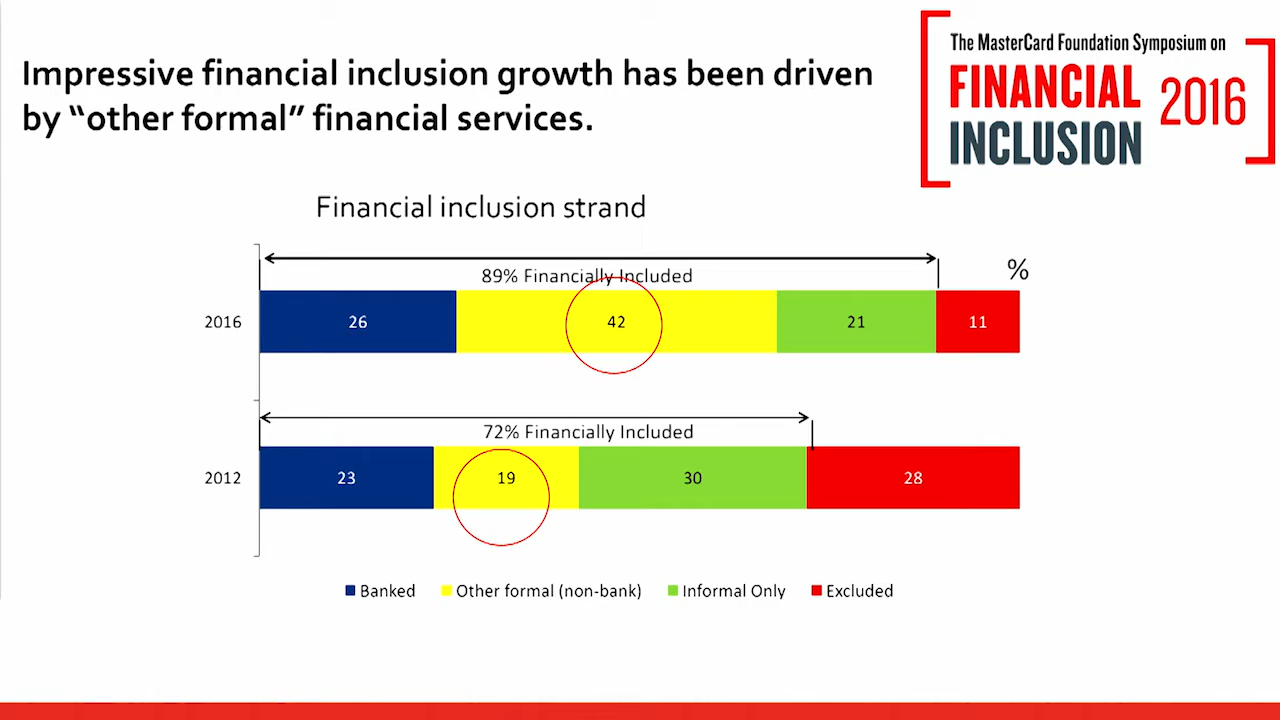 Impressive financial inclusion growth has been driven
by “other formal” financial services.
The MasterCard Foundation Symposium on
FINANCIAL
INCLUSION
2016
Financial inclusion strand
89% Financially Included
%
2016
26
42
21
11
72% Financially Included
2012
23
19
30
28
Banked
Other formal (non-bank)
Informal Only
Excluded